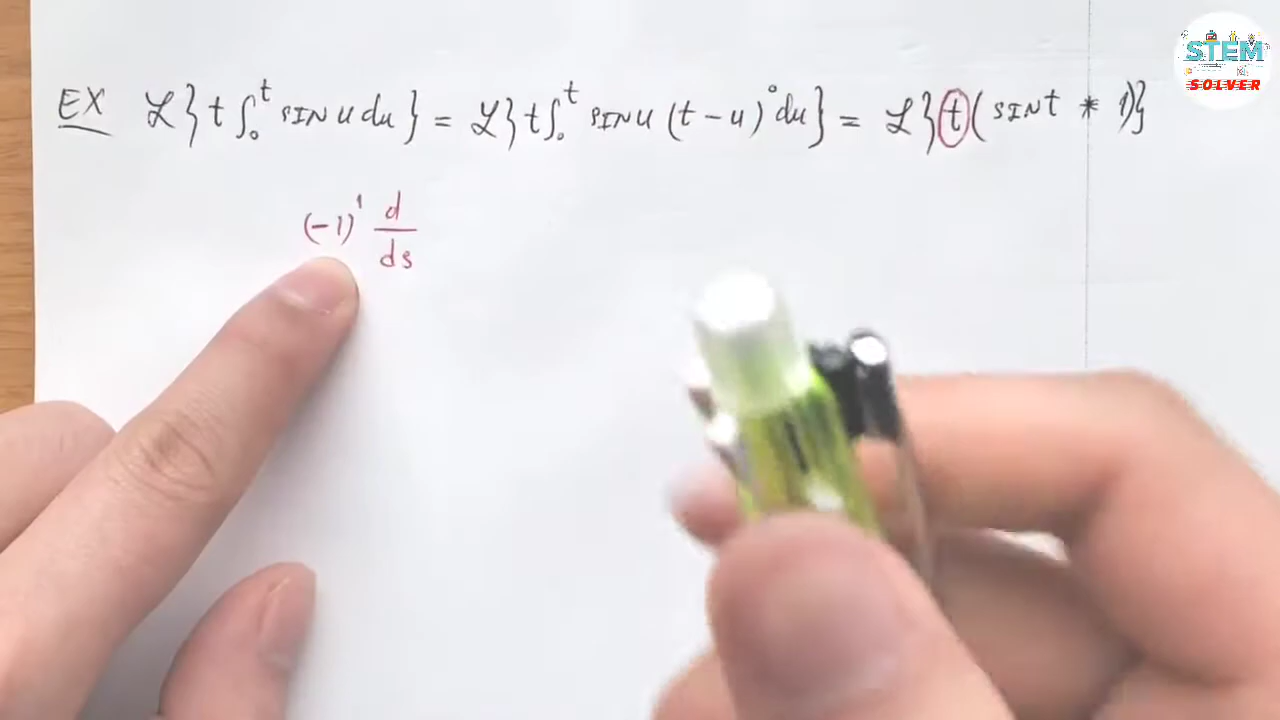 STEM
SOLVER
EX ℒ{t∫₀ᵗ SIN u du} = ℒ{t∫₀ᵗ SIN u (t - u)⁰ du} = ℒ{t(SIN t * 1)}
(-1)¹ d/ds